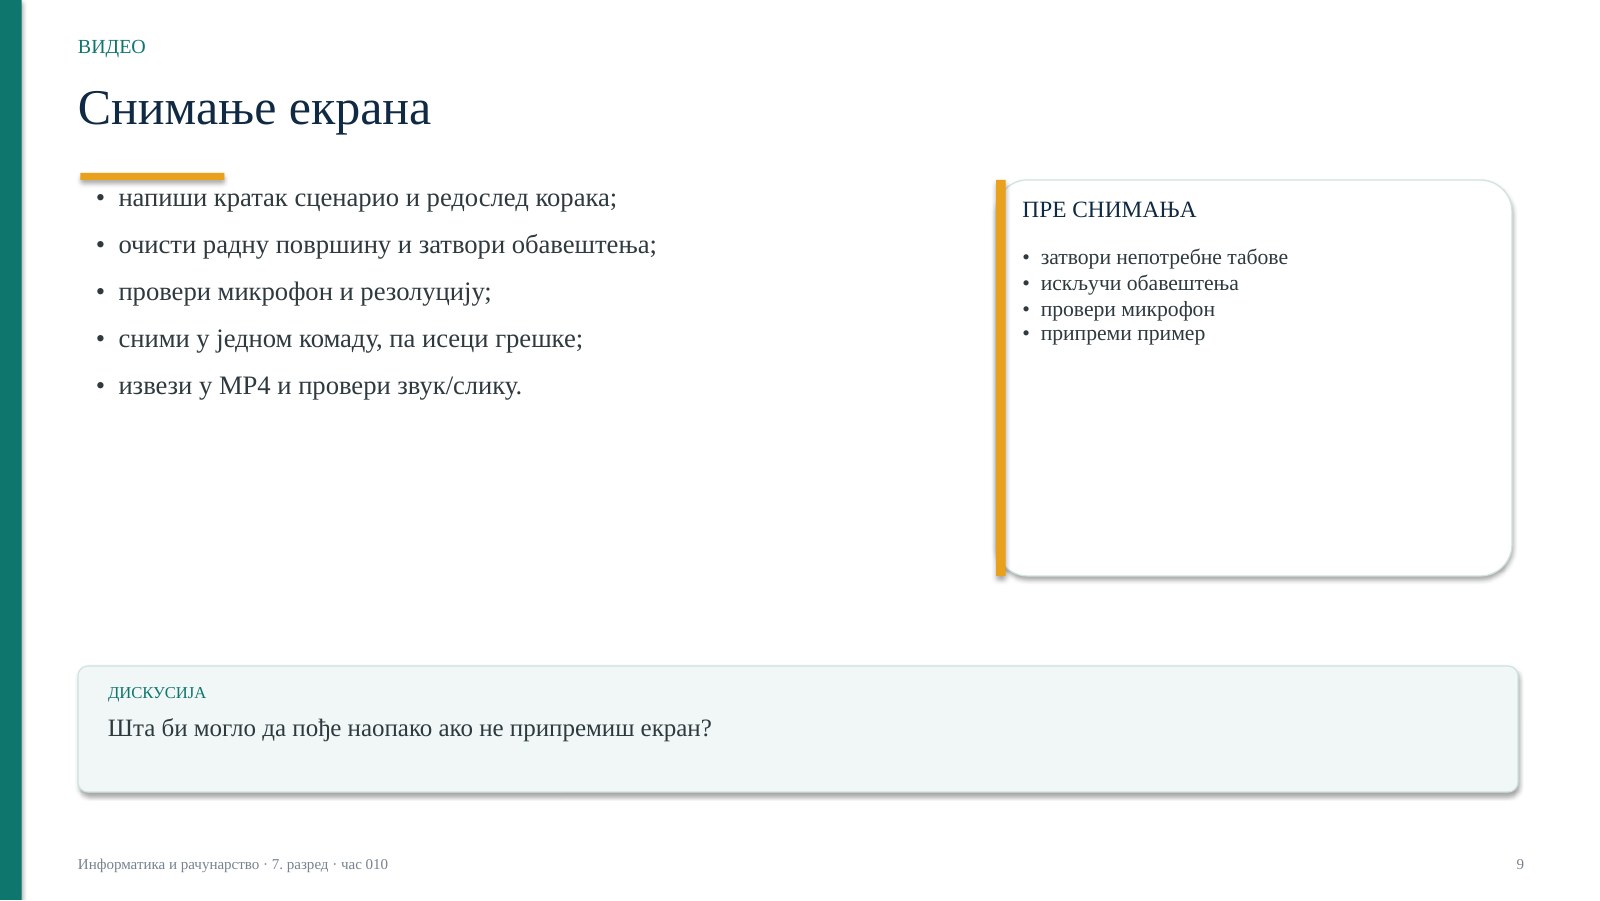 ВИДЕО
Снимање екрана
• напиши кратак сценарио и редослед корака;
• очисти радну површину и затвори обавештења;
• провери микрофон и резолуцију;
• сними у једном комаду, па исеци грешке;
• извези у MP4 и провери звук/слику.
ПРЕ СНИМАЊА
• затвори непотребне табове
• искључи обавештења
• провери микрофон
• припреми пример
ДИСКУСИЈА
Шта би могло да пође наопако ако не припремиш екран?
Информатика и рачунарство · 7. разред · час 010
9